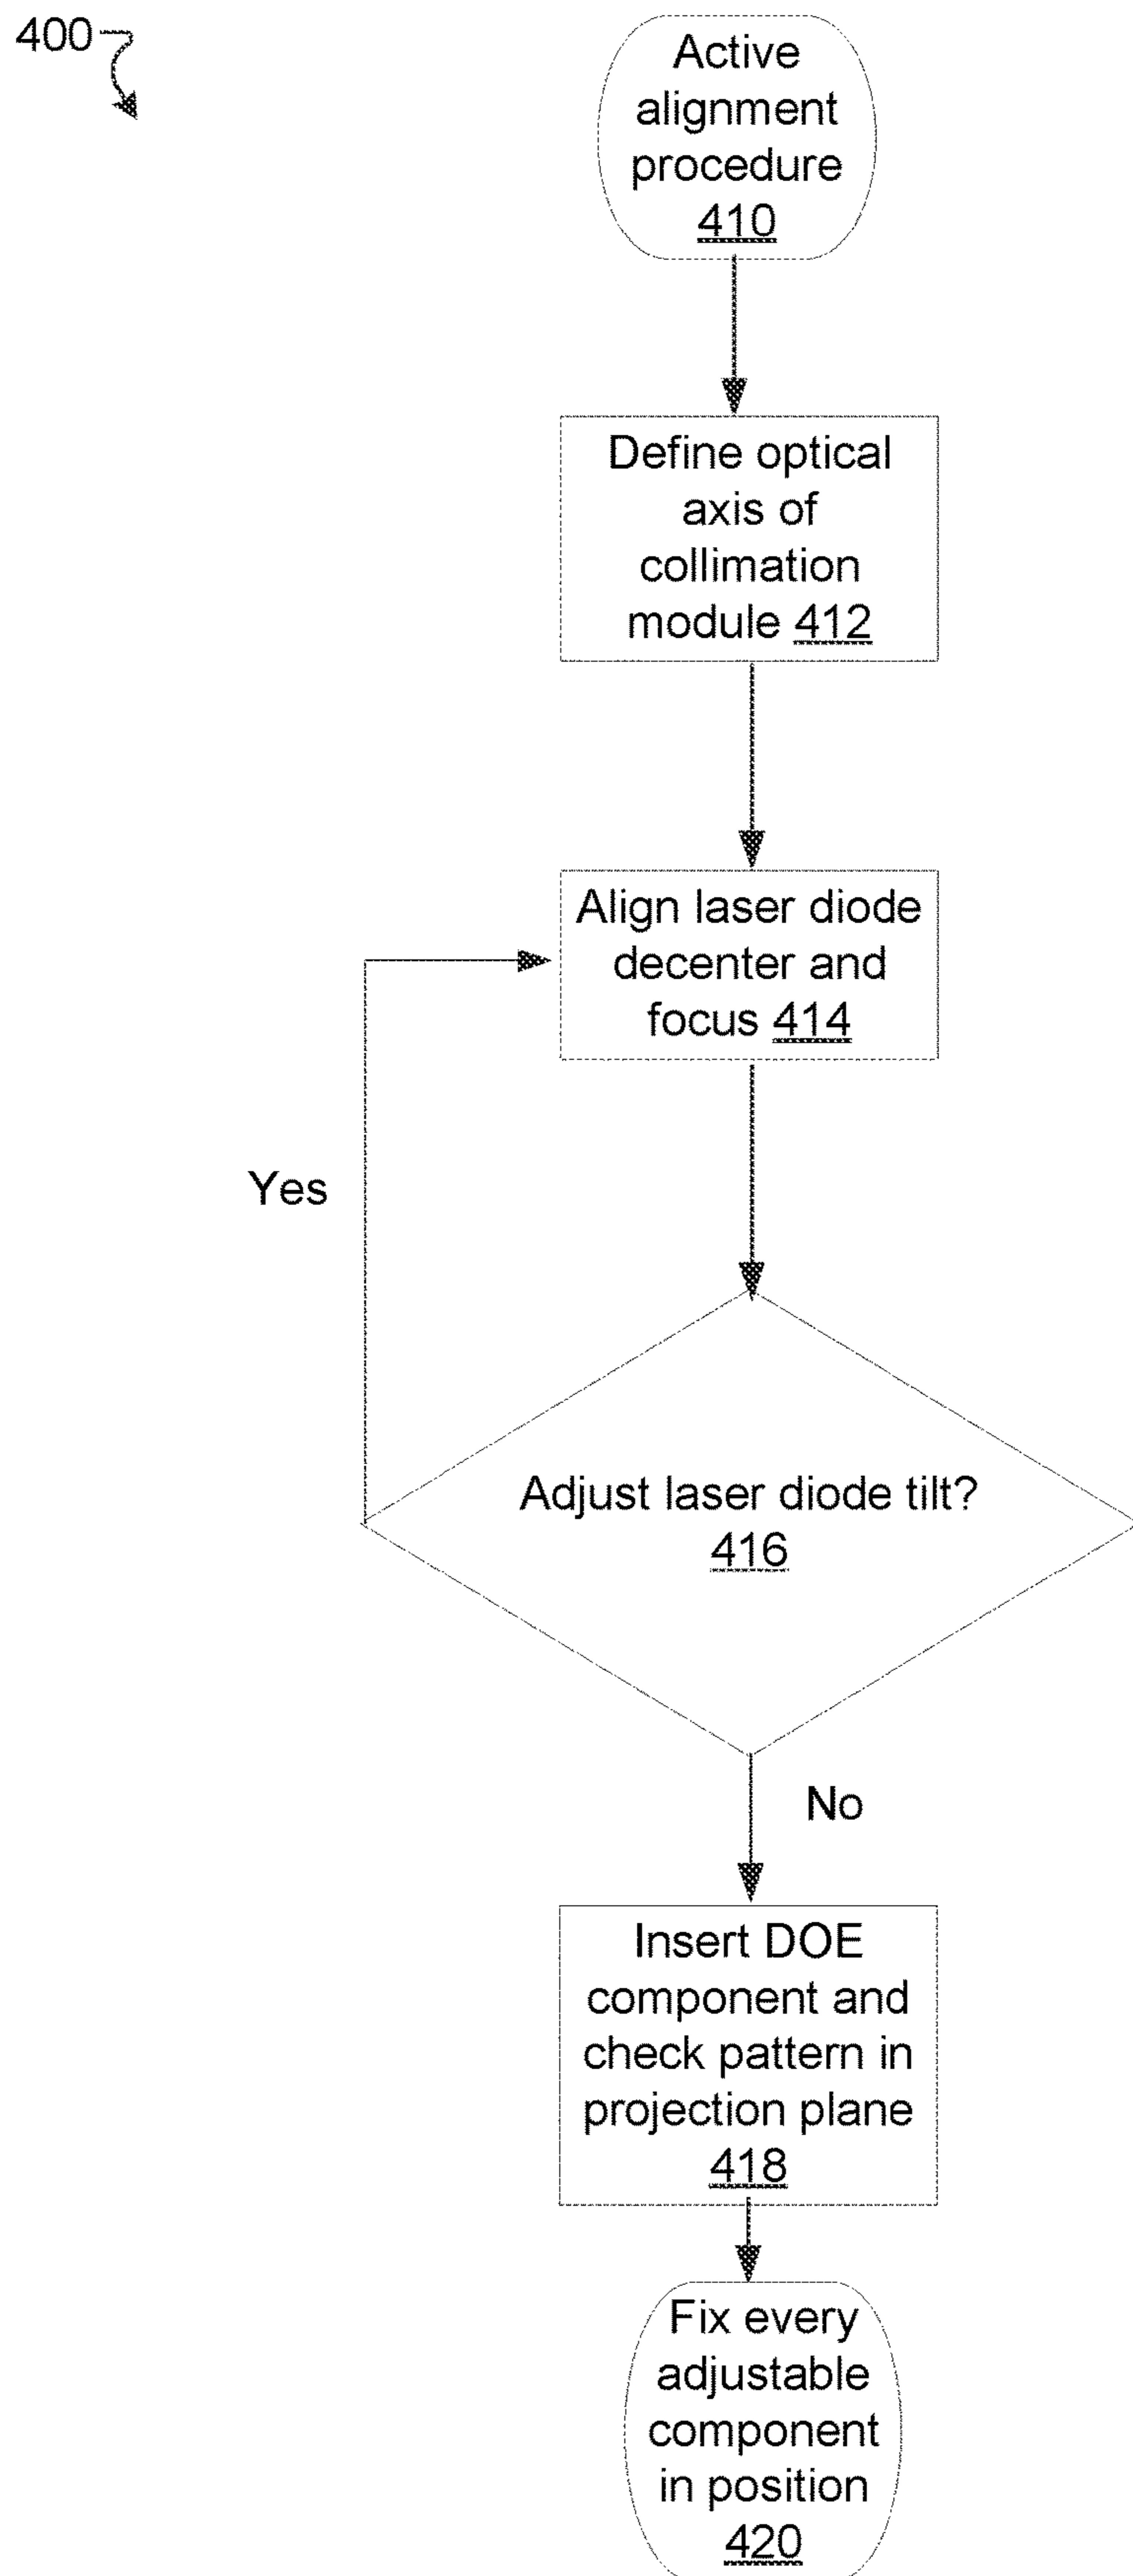 400
Active
alignment
procedure
410
Define optical
axis of
collimation
module 412
Align laser diode
decenter and
focus 414
Yes
Adjust laser diode tilt?
416
No
Insert DOE
component and
check pattern in
projection plane
418
Fix every
adjustable
component
in position
420